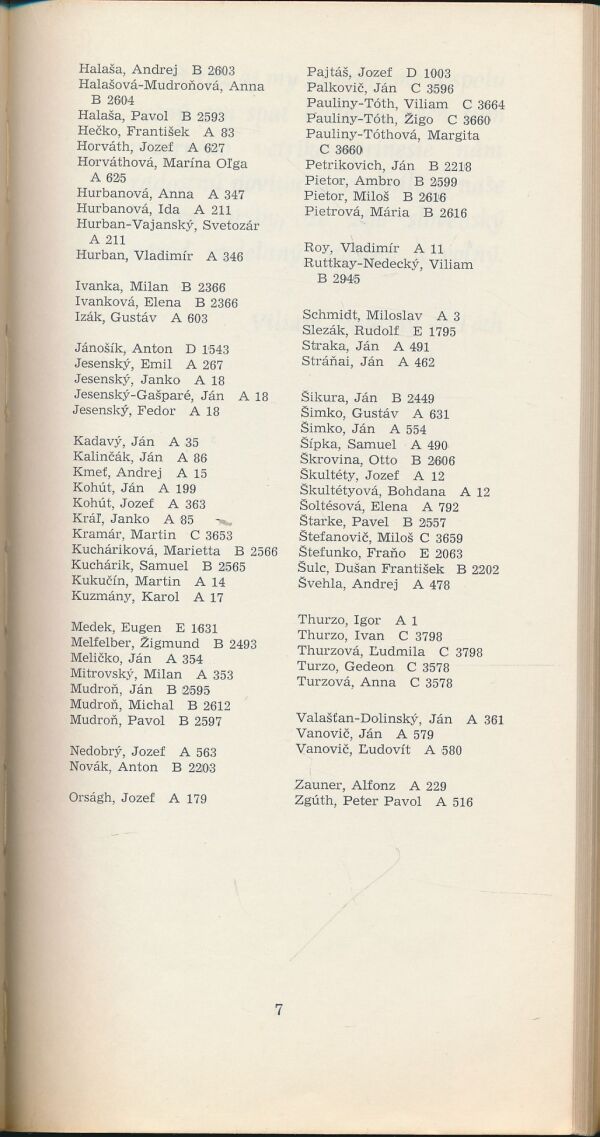 Halaša, Andrej B 2603
Halašová-Mudroňová, Anna
B 2604
Halaša, Pavol B 2593
Hečko, František A 83
Horváth, Jozef A 627
Horváthová, Marína Oľga
A 625
Hurbanová, Anna A 347
Hurbanová, Ida A 211
Hurban-Vajanský, Svetozár
A 211
Hurban, Vladimír A 346
Ivanka, Milan B 2366
Ivanková, Elena B 2366
Izák, Gustáv A 603
Jánošík, Anton D 1543
Jesenský, Emil A 267
Jesenský, Janko A 18
Jesenský-Gašparé, Ján A 18
Jesenský, Fedor A 18
Kadavý, Ján A 35
Kalinčák, Ján A 86
Kmeť, Andrej A 15
Kohút, Ján A 199
Kohút, Jozef A 363
Kráľ, Janko A 85
Kramár, Martin C 3653
Kucháriková, Marietta B 2566
Kuchárik, Samuel B 2565
Kukučín, Martin A 14
Kuzmány, Karol A 17
Medek, Eugen E 1631
Melfelber, Žigmund B 2493
Meličko, Ján A 354
Mitrovský, Milan A 353
Mudroň, Ján B 2595
Mudroň, Michal B 2612
Mudroň, Pavol B 2597
Nedobrý, Jozef A 563
Novák, Anton B 2203
Orságh, Jozef A 179
Pajtáš, Jozef D 1003
Palkovič, Ján C 3596
Pauliny-Tóth, Viliam C 3664
Pauliny-Tóth, Žigo C 3660
Pauliny-Tóthová, Margita
C 3660
Petrikovich, Ján B 2218
Pietor, Ambro B 2599
Pietor, Miloš B 2616
Pietrová, Mária B 2616
Roy, Vladimír A 11
Ruttkay-Nedecký, Viliam
B 2945
Schmidt, Miloslav A 3
Slezák, Rudolf E 1795
Straka, Ján A 491
Stráňai, Ján A 462
Šikura, Ján B 2449
Šimko, Gustáv A 631
Šimko, Ján A 554
Šípka, Samuel A 490
Škrovina, Otto B 2606
Škultéty, Jozef A 12
Škultétyová, Bohdana A 12
Šoltésová, Elena A 792
Štarke, Pavel B 2557
Štefanovič, Miloš C 3659
Štefunko, Fraňo E 2063
Šulc, Dušan František B 2202
Švehla, Andrej A 478
Thurzo, Igor A 1
Thurzo, Ivan C 3798
Thurzová, Ľudmila C 3798
Turzo, Gedeon C 3578
Turzová, Anna C 3578
Valašťan-Dolinský, Ján A 361
Vanovič, Ján A 579
Vanovič, Ľudovít A 580
Zauner, Alfonz A 229
Zgúth, Peter Pavol A 516
7